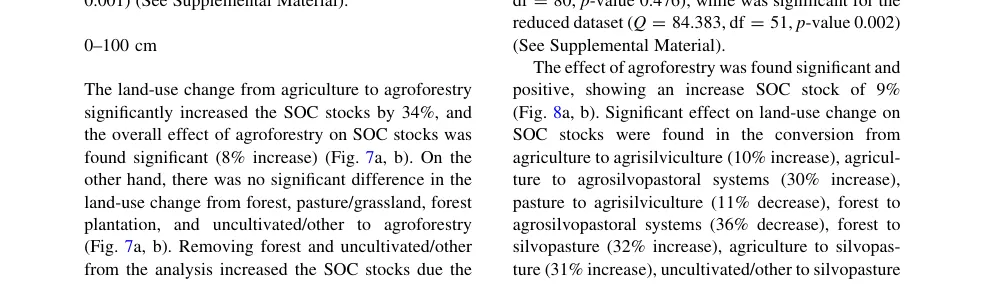 0.001) (See Supplemental Material).
0–100 cm
The land-use change from agriculture to agroforestry
significantly increased the SOC stocks by 34%, and
the overall effect of agroforestry on SOC stocks was
found significant (8% increase) (Fig. 7a, b). On the
other hand, there was no significant difference in the
land-use change from forest, pasture/grassland, forest
plantation, and uncultivated/other to agroforestry
(Fig. 7a, b). Removing forest and uncultivated/other
from the analysis increased the SOC stocks due the
df = 80, p-value 0.476), while was significant for the
reduced dataset (Q = 84.383, df = 51, p-value 0.002)
(See Supplemental Material).
The effect of agroforestry was found significant and
positive, showing an increase SOC stock of 9%
(Fig. 8a, b). Significant effect on land-use change on
SOC stocks were found in the conversion from
agriculture to agrisilviculture (10% increase), agricul-
ture to agrosilvopastoral systems (30% increase),
pasture to agrisilviculture (11% decrease), forest to
agrosilvopastoral systems (36% decrease), forest to
silvopasture (32% increase), agriculture to silvopas-
ture (31% increase), uncultivated/other to silvopasture